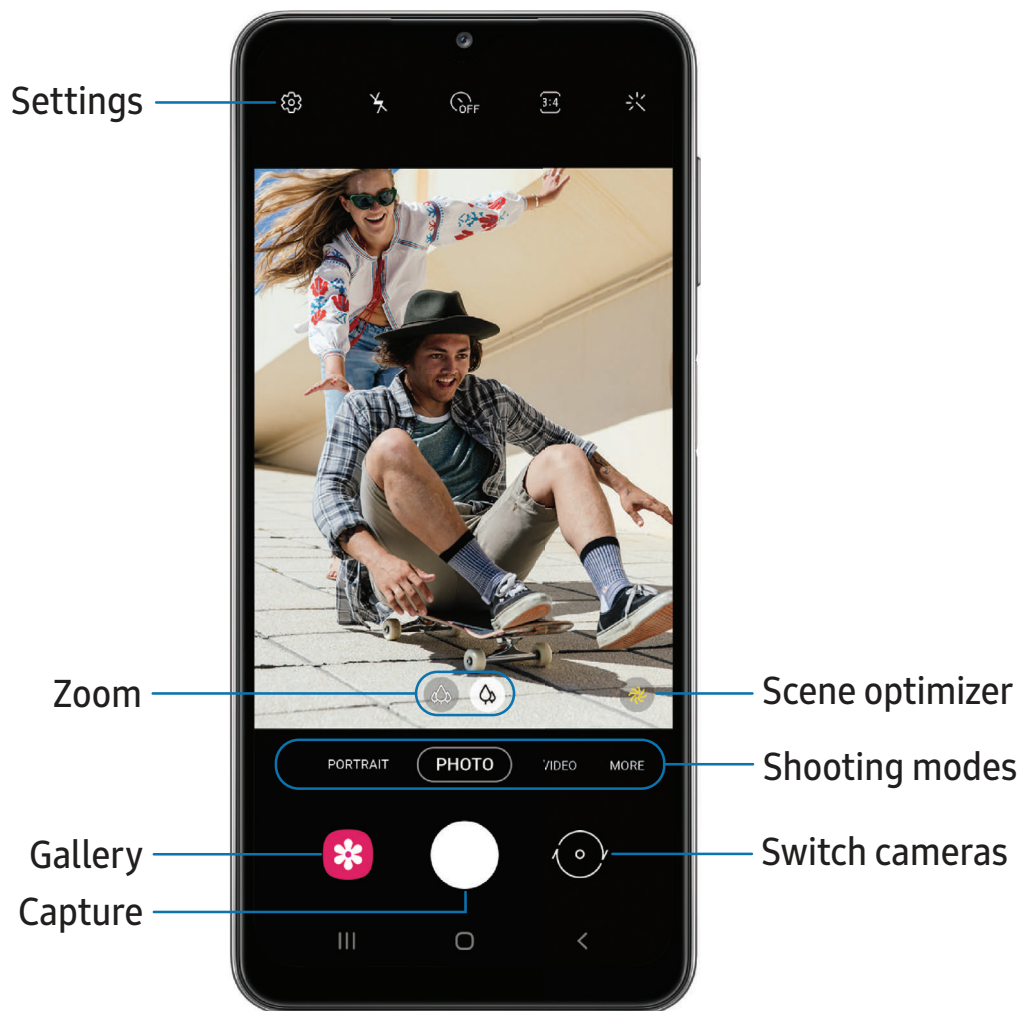 Settings
OFF
3:4
Zoom
Scene optimizer
PORTRAIT
PHOTO
VIDEO
MORE
Shooting modes
Gallery
Switch cameras
Capture